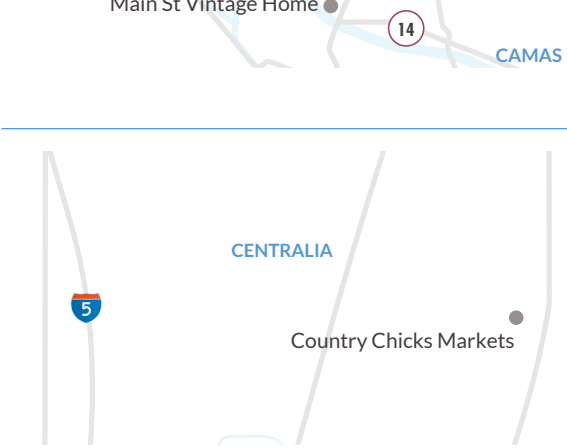 Main St Vintage Home
14
CAMAS
CENTRALIA
5
Country Chicks Markets